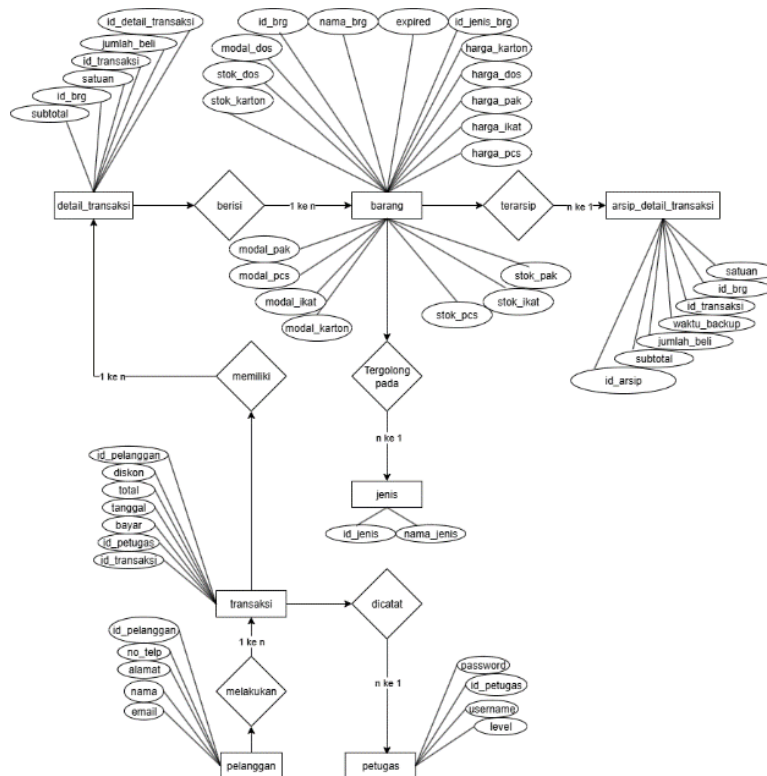 id_detail_transaksi
jumlah_beli
id_transaksi
satuan
id_brg
subtotal
id_brg
nama_brg
expired
id_jenis_brg
modal_dos
stok_dos
stok_karton
harga_karton
harga_dos
harga_pak
harga_ikat
harga_pcs
detail_transaksi
berisi
1 ke n
barang
terarsip
n ke 1
arsip_detail_transaksi
modal_pak
modal_pcs
modal_ikat
modal_karton
stok_pak
stok_ikat
stok_pcs
satuan
id_brg
id_transaksi
waktu_backup
jumlah_beli
subtotal
id_arsip
1 ke n
memiliki
Tergolong
pada
n ke 1
jenis
id_jenis
nama_jenis
id_pelanggan
diskon
total
tanggal
bayar
id_petugas
id_transaksi
transaksi
dicatat
1 ke n
melakukan
n ke 1
id_pelanggan
no_telp
alamat
nama
email
pelanggan
password
id_petugas
username
level
petugas